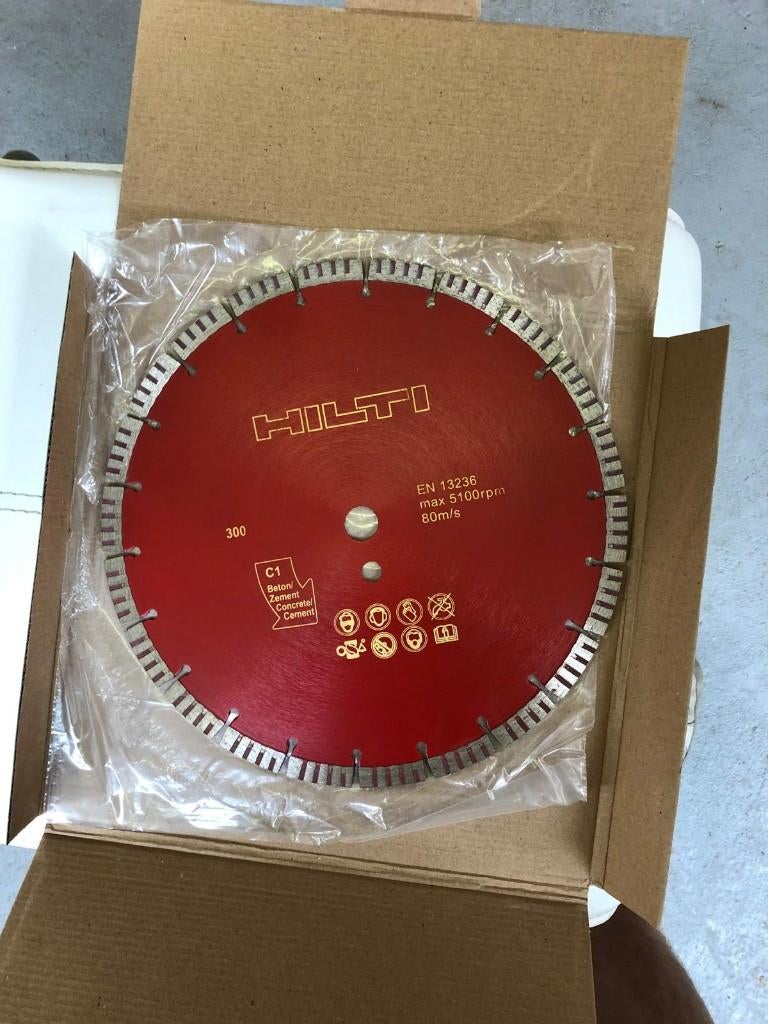 HILTI
EN 13236
max 5100rpm
80m/s
300
C1
Beton/
Zement
Concrete/
Cement